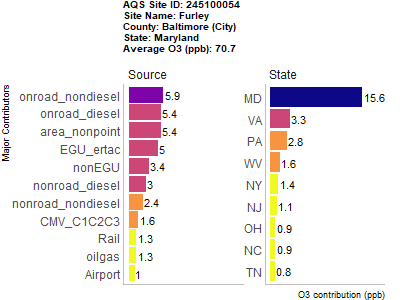 AQS Site ID: 245100054
Site Name: Furley
County: Baltimore (City)
State: Maryland
Average O3 (ppb): 70.7
Major Contributors
Source
onroad_nondiesel 5.9
onroad_diesel 5.4
area_nonpoint 5.4
EGU_ertac 5
nonEGU 3.4
nonroad_diesel 3
nonroad_nondiesel 2.4
CMV_C1C2C3 1.6
Rail 1.3
oilgas 1.3
Airport 1
State
MD 15.6
VA 3.3
PA 2.8
WV 1.6
NY 1.4
NJ 1.1
OH 0.9
NC 0.9
TN 0.8
O3 contribution (ppb)